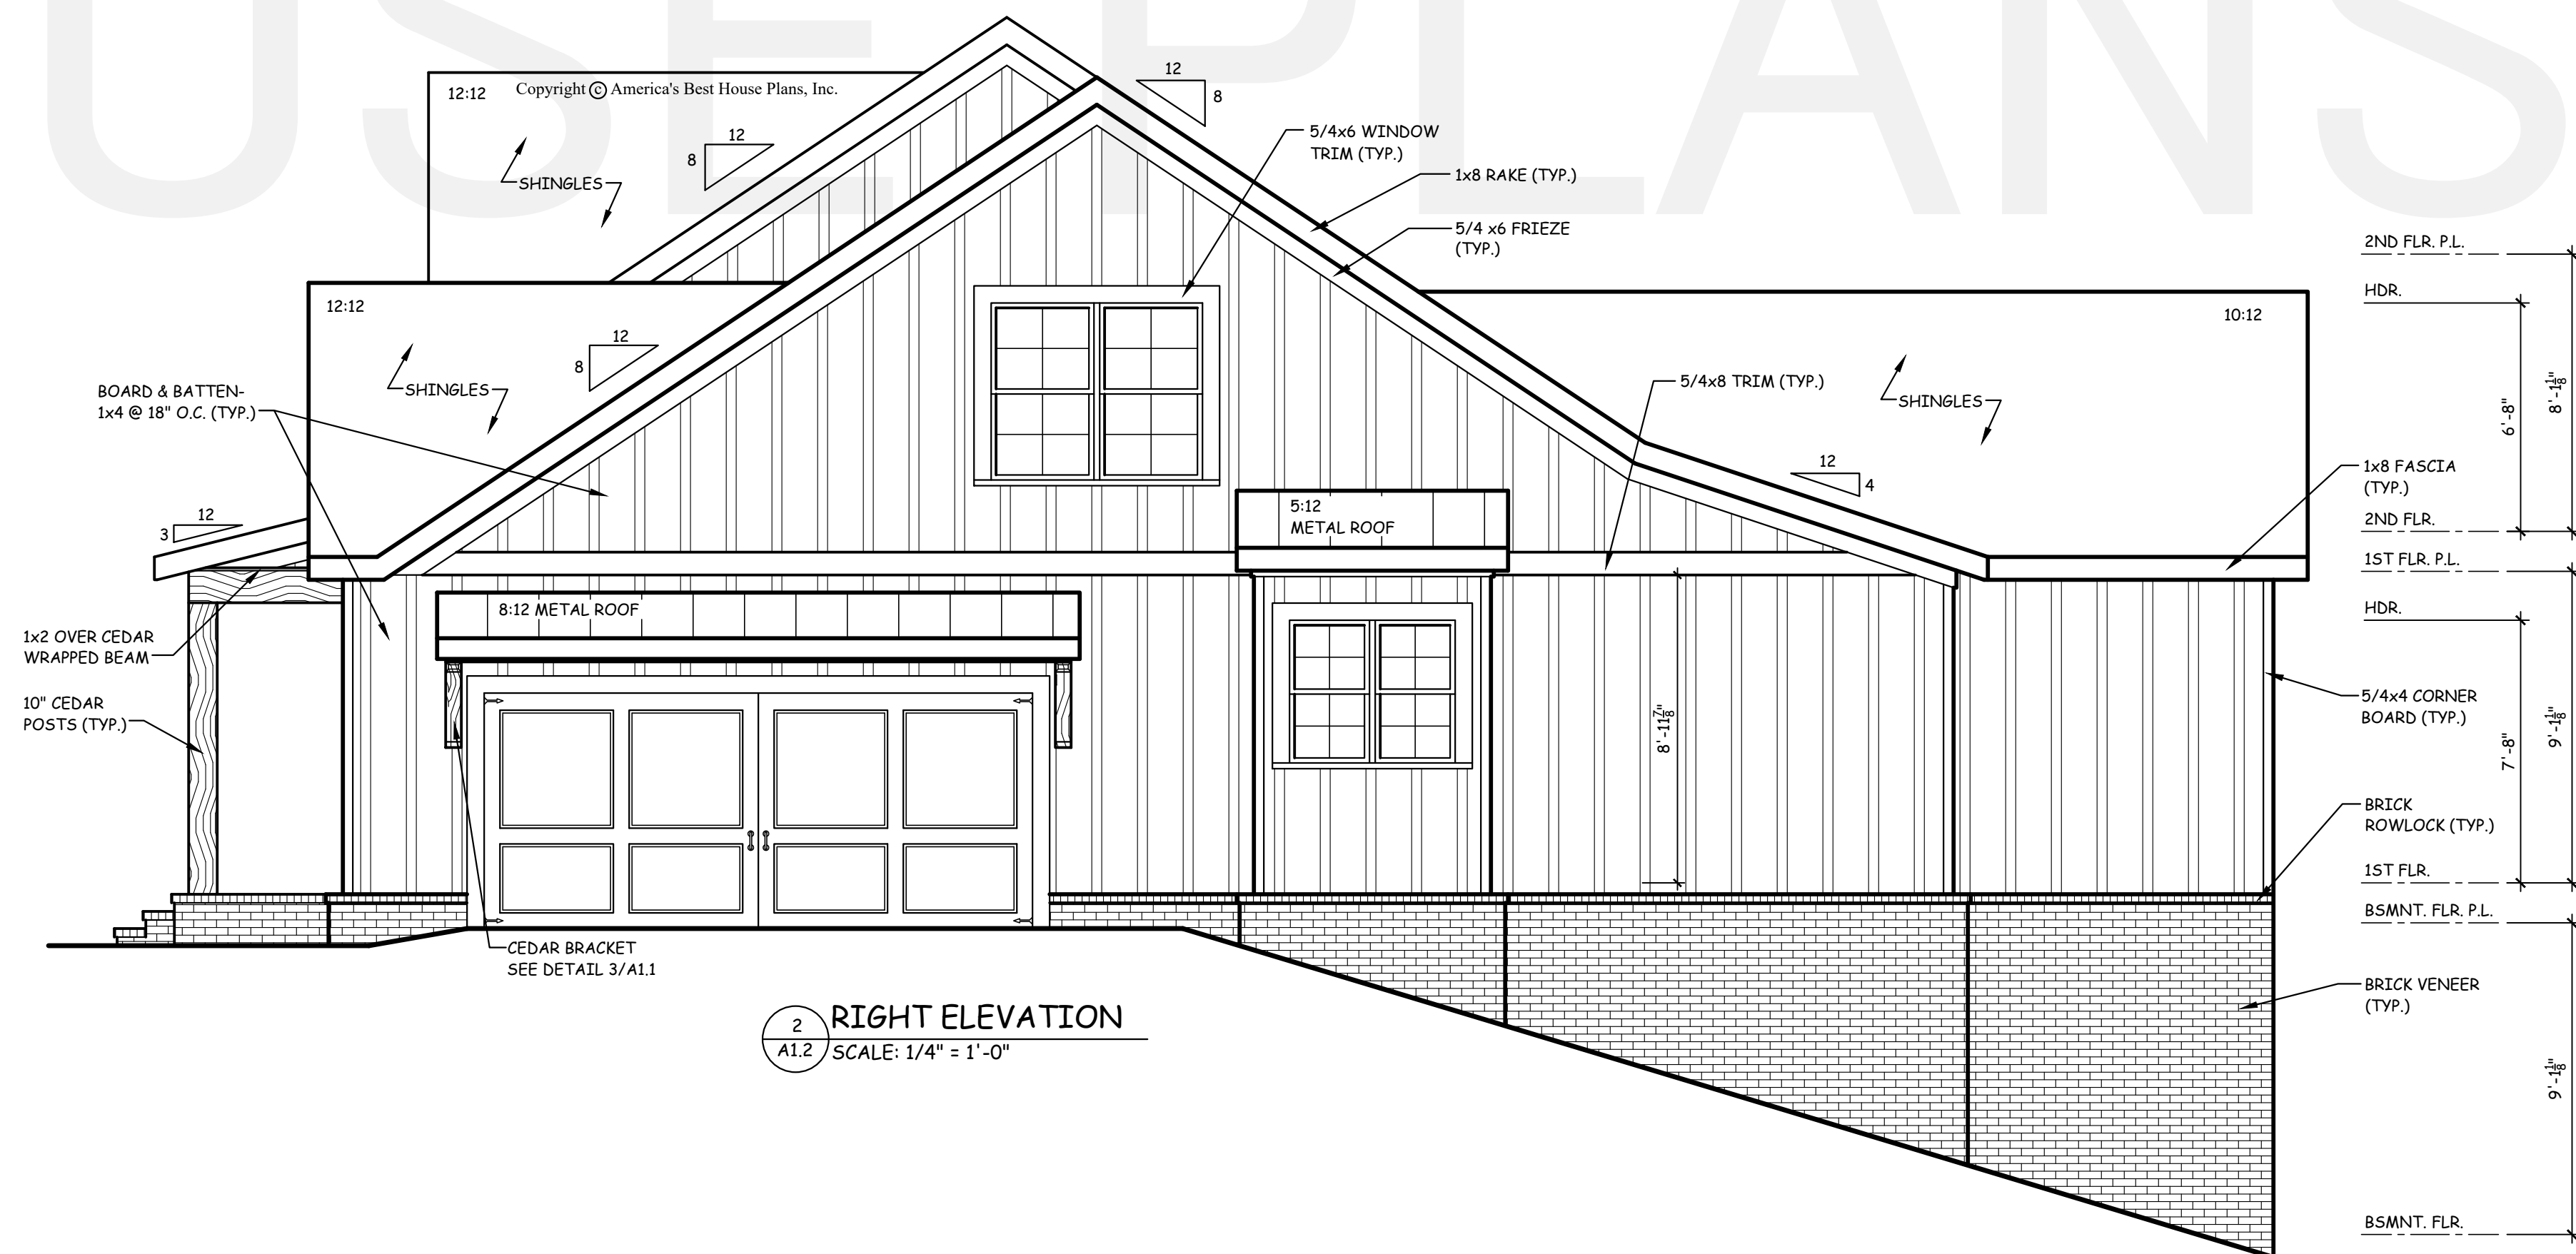 USE PLANS
12:12
Copyright © America's Best House Plans, Inc.
12
8
12
8
SHINGLES
5/4x6 WINDOW
TRIM (TYP.)
1x8 RAKE (TYP.)
5/4 x6 FRIEZE
(TYP.)
2ND FLR. P.L.
HDR.
12:12
10:12
12
8
SHINGLES
BOARD & BATTEN-
1x4 @ 18" O.C. (TYP.)
5/4x8 TRIM (TYP.)
SHINGLES
6'-8"
8'-1 1/8"
12
4
1x8 FASCIA
(TYP.)
12
3
5:12
METAL ROOF
2ND FLR.
1ST FLR. P.L.
HDR.
8:12 METAL ROOF
1x2 OVER CEDAR
WRAPPED BEAM
10" CEDAR
POSTS (TYP.)
8'-11 7/8"
5/4x4 CORNER
BOARD (TYP.)
7'-8"
9'-1 1/8"
BRICK
ROWLOCK (TYP.)
1ST FLR.
BSMNT. FLR. P.L.
CEDAR BRACKET
SEE DETAIL 3/A1.1
BRICK VENEER
(TYP.)
2
A1.2
RIGHT ELEVATION
SCALE: 1/4" = 1'-0"
9'-1 1/8"
BSMNT. FLR.